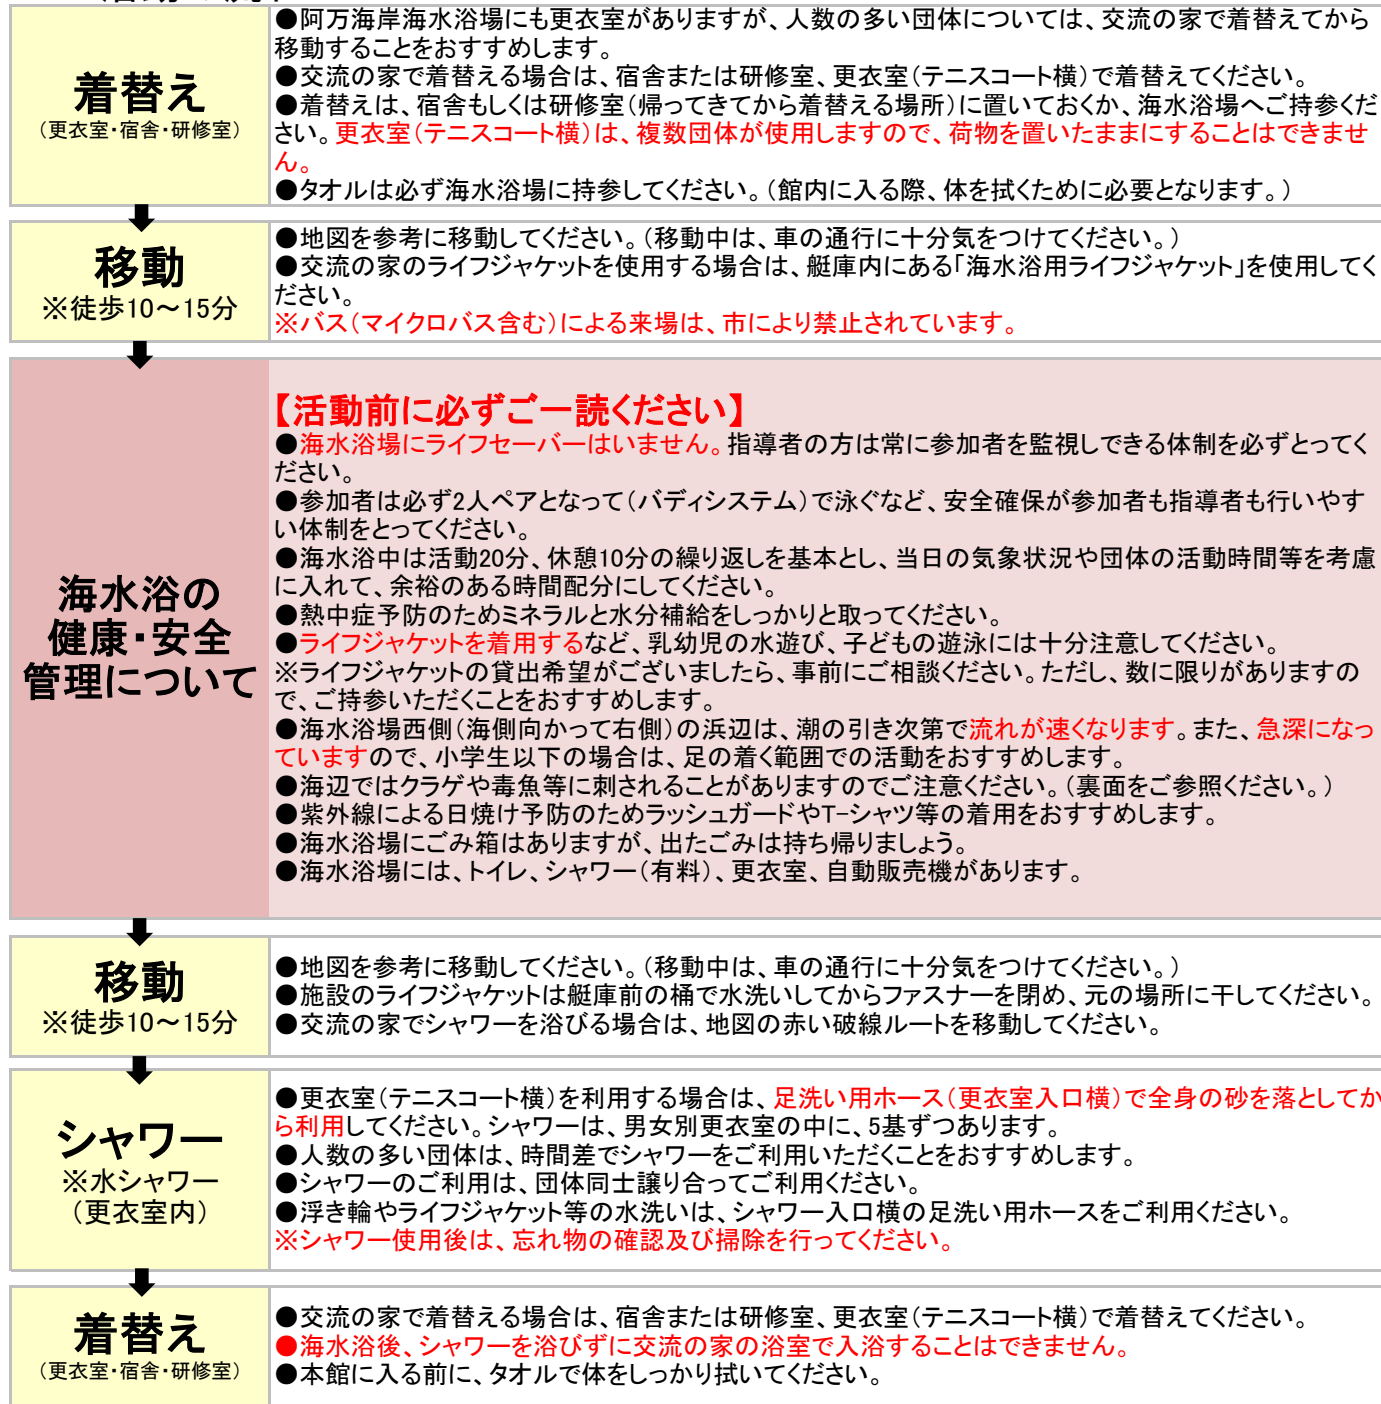 着替え
（更衣室・宿舎・研修室）
●阿万海岸海水浴場にも更衣室がありますが、人数の多い団体については、交流の家で着替えてから
移動することをおすすめします。
●交流の家で着替える場合は、宿舎または研修室、更衣室（テニスコート横）で着替えてください。
●着替えは、宿舎もしくは研修室（帰ってきてから着替える場所）に置いておくか、海水浴場へご持参くだ
さい。更衣室（テニスコート横）は、複数団体が使用しますので、荷物を置いたままにすることはできませ
ん。
●タオルは必ず海水浴場に持参してください。（館内に入る際、体を拭くために必要となります。）
移動
※徒歩10～15分
●地図を参考に移動してください。（移動中は、車の通行に十分気をつけてください。）
●交流の家のライフジャケットを使用する場合は、艇庫内にある「海水浴用ライフジャケット」を使用してく
ださい。
※バス（マイクロバス含む）による来場は、市により禁止されています。
海水浴の
健康・安全
管理について
【活動前に必ずご一読ください】
●海水浴場にライフセーバーはいません。指導者の方は常に参加者を監視しできる体制を必ずとってく
ださい。
●参加者は必ず2人ペアとなって（バディシステム）で泳ぐなど、安全確保が参加者も指導者も行いやす
い体制をとってください。
●海水浴中は活動20分、休憩10分の繰り返しを基本とし、当日の気象状況や団体の活動時間等を考慮
に入れて、余裕のある時間配分にしてください。
●熱中症予防のためミネラルと水分補給をしっかりと取ってください。
●ライフジャケットを着用するなど、乳幼児の水遊び、子どもの遊泳には十分注意してください。
※ライフジャケットの貸出希望がございましたら、事前にご相談ください。ただし、数に限りがありますの
で、ご持参いただくことをおすすめします。
●海水浴場西側（海側向かって右側）の浜辺は、潮の引き次第で流れが速くなります。また、急深になっ
ていますので、小学生以下の場合は、足の着く範囲での活動をおすすめします。
●海辺ではクラゲや毒魚等に刺されることがありますのでご注意ください。（裏面をご参照ください。）
●紫外線による日焼け予防のためラッシュガードやT-シャツ等の着用をおすすめします。
●海水浴場にごみ箱はありますが、出たごみは持ち帰りましょう。
●海水浴場には、トイレ、シャワー（有料）、更衣室、自動販売機があります。
移動
※徒歩10～15分
●地図を参考に移動してください。（移動中は、車の通行に十分気をつけてください。）
●施設のライフジャケットは艇庫前の桶で水洗いしてからファスナーを閉め、元の場所に干してください。
●交流の家でシャワーを浴びる場合は、地図の赤い破線ルートを移動してください。
シャワー
※水シャワー
（更衣室内）
●更衣室（テニスコート横）を利用する場合は、足洗い用ホース（更衣室入口横）で全身の砂を落としてか
ら利用してください。シャワーは、男女別更衣室の中に、5基ずつあります。
●人数の多い団体は、時間差でシャワーをご利用いただくことをおすすめします。
●シャワーのご利用は、団体同士譲り合ってご利用ください。
●浮き輪やライフジャケット等の水洗いは、シャワー入口横の足洗い用ホースをご利用ください。
※シャワー使用後は、忘れ物の確認及び掃除を行ってください。
着替え
（更衣室・宿舎・研修室）
●交流の家で着替える場合は、宿舎または研修室、更衣室（テニスコート横）で着替えてください。
●海水浴後、シャワーを浴びずに交流の家の浴室で入浴することはできません。
●本館に入る前に、タオルで体をしっかり拭いてください。